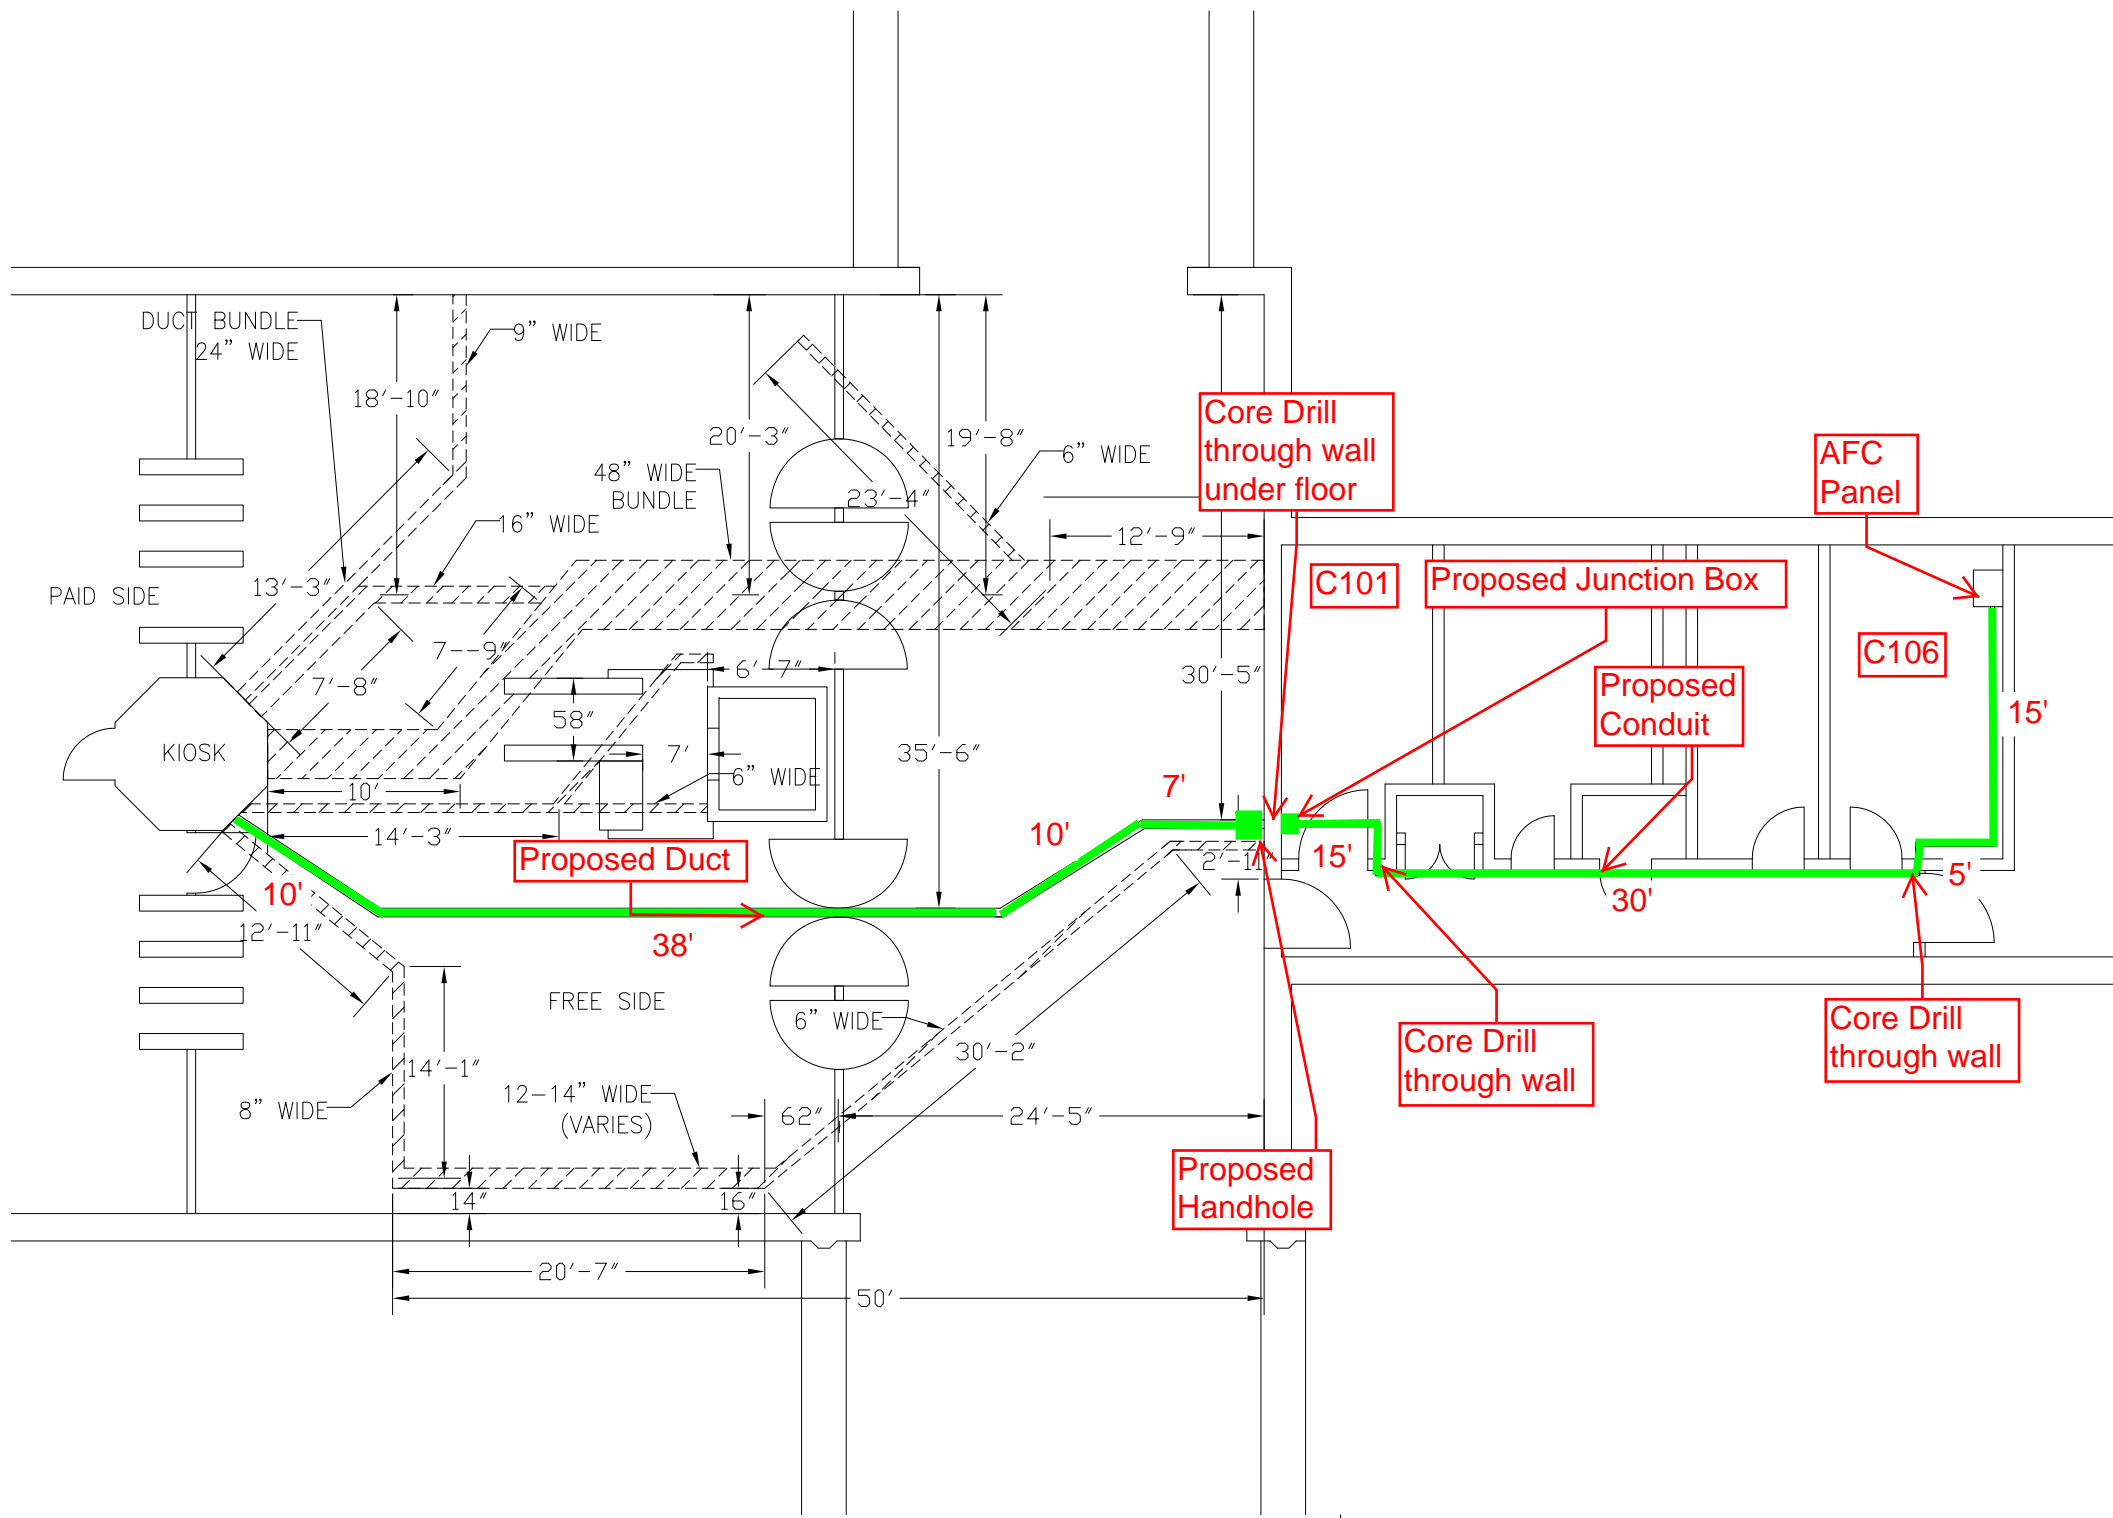 DUCT BUNDLE
24” WIDE
9” WIDE
18'-10"
20'-3"
19'-8"
6” WIDE
48” WIDE
BUNDLE
23'-4"
16” WIDE
12'-9"
PAID SIDE
13'-3"
7'-8"
7--9"
6'-7"
58"
7'
6” WIDE
KIOSK
10'
14'-3"
35'-6"
30'-5"
2'-11"
12'-11"
14'-1"
8” WIDE
FREE SIDE
6” WIDE
30'-2"
12-14” WIDE
(VARIES)
62"
24'-5"
14"
16"
20'-7"
50'
Core Drill
through wall
under floor
AFC
Panel
C101
Proposed Junction Box
C106
Proposed
Conduit
15'
7'
10'
15'
Proposed Duct
10'
38'
30'
5'
Core Drill
through wall
Core Drill
through wall
Proposed
Handhole